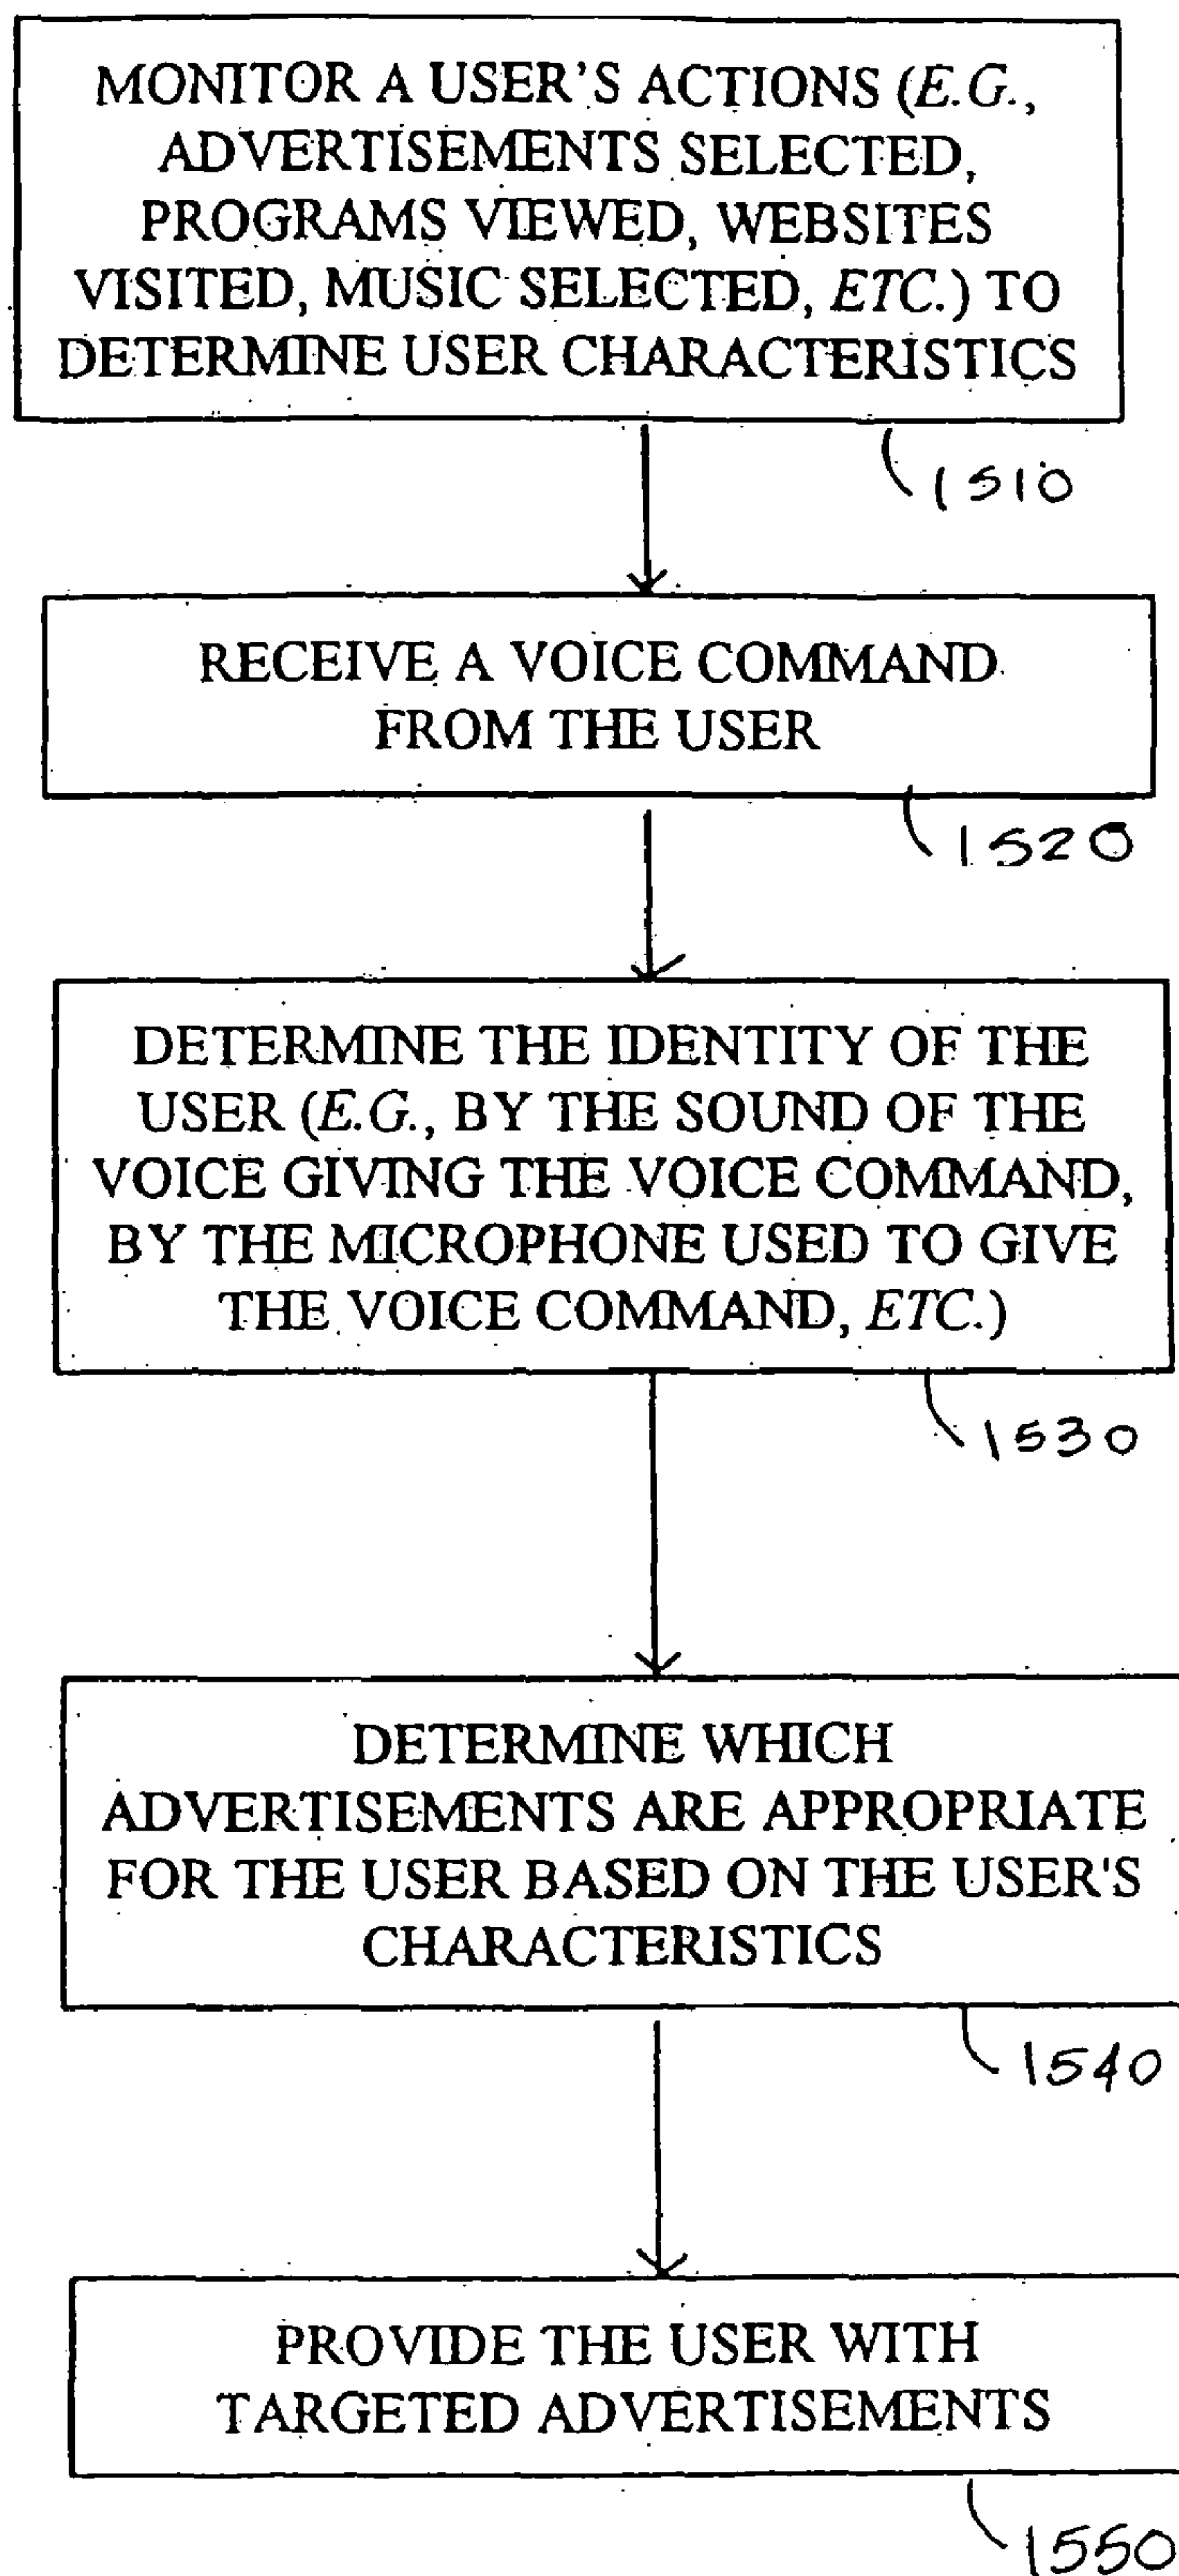 MONITOR A USER'S ACTIONS (E.G.,
ADVERTISEMENTS SELECTED,
PROGRAMS VIEWED, WEBSITES
VISITED, MUSIC SELECTED, ETC.) TO
DETERMINE USER CHARACTERISTICS
1510
RECEIVE A VOICE COMMAND
FROM THE USER
1520
DETERMINE THE IDENTITY OF THE
USER (E.G., BY THE SOUND OF THE
VOICE GIVING THE VOICE COMMAND,
BY THE MICROPHONE USED TO GIVE
THE VOICE COMMAND, ETC.)
1530
DETERMINE WHICH
ADVERTISEMENTS ARE APPROPRIATE
FOR THE USER BASED ON THE USER'S
CHARACTERISTICS
1540
PROVIDE THE USER WITH
TARGETED ADVERTISEMENTS
1550